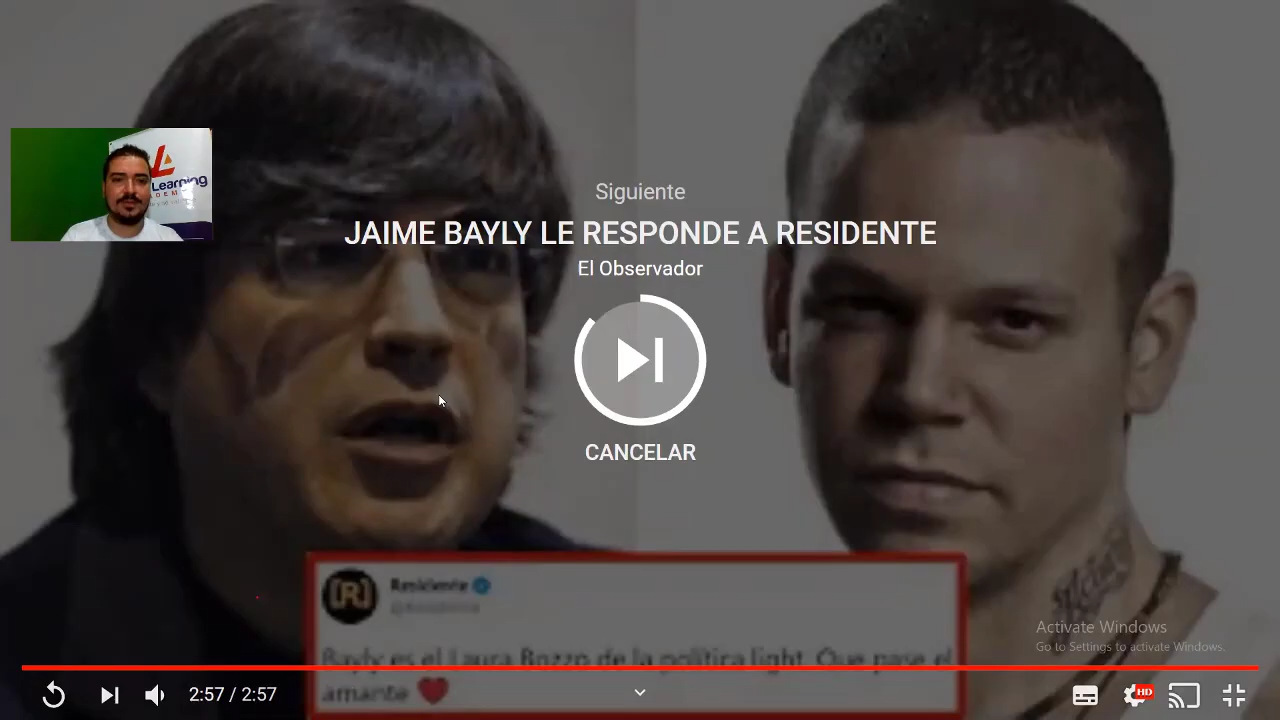 Siguiente
JAIME BAYLY LE RESPONDE A RESIDENTE
El Observador
Learning
CANCELAR
[R]
Residente
Bayly es el Laura Bozzo de la política light. Que pase el
amante
Activate Windows
Go to Settings to activate Windows.
2:57 / 2:57
HD